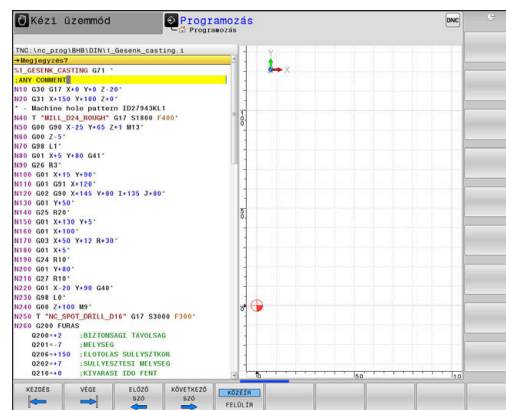 Kézi üzemmód
Programozás
Programozás
DNC
TNC:\nc_prog\BHB\DIN\1_Gesenk_casting.i
→Megjegyzés?
%1_GESENK_CASTING G71 *
;ANY COMMENT
N10 G30 G17 X+0 Y+0 Z-20*
N20 G31 X+150 Y+100 Z+0*
* - Machine hole pattern ID27943KL1
N40 T "MILL_D24_ROUGH" G17 S1800 F400*
N50 G00 G90 X-25 Y+65 Z+1 M13*
N60 G00 Z-5*
N70 G98 L1*
N80 G01 X+5 Y+80 G41*
N90 G26 R3*
N100 G01 X+15 Y+90*
N110 G01 G91 X+120*
N120 G02 G90 X+145 Y+80 I+135 J+80*
N130 G01 Y+50*
N140 G25 R20*
N150 G01 X+130 Y+5*
N160 G01 X+100*
N170 G03 X+50 Y+12 R+30*
N180 G01 X+5*
N190 G24 R10*
N200 G01 Y+80*
N210 G27 R10*
N220 G01 X-20 Y+90 G40*
N230 G98 L0*
N240 G00 Z+100 M9*
N250 T "NC_SPOT_DRILL_D16" G17 S3000 F300*
N260 G200 FURAS
Q200=+2 ;BIZTONSAGI TAVOLSAG
Q201=-7 ;MELYSEG
Q206=+150 ;ELOTOLAS SULLYSZTKOR
Q202=+7 ;SULLYESZTESI MELYSEG
Q210=+0 ;KIVARASI IDO FENT
Y
X
100
50
0
0
50
10
KEZDÉS
VÉGE
ELŐZŐ
SZÓ
KÖVETKEZŐ
SZÓ
KÖZÉÍR
FELÜLÍR